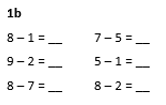 1b
8 – 1 = __ 7 – 5 = __
9 – 2 = __ 5 – 1 = __
8 – 7 = __ 8 – 2 = __